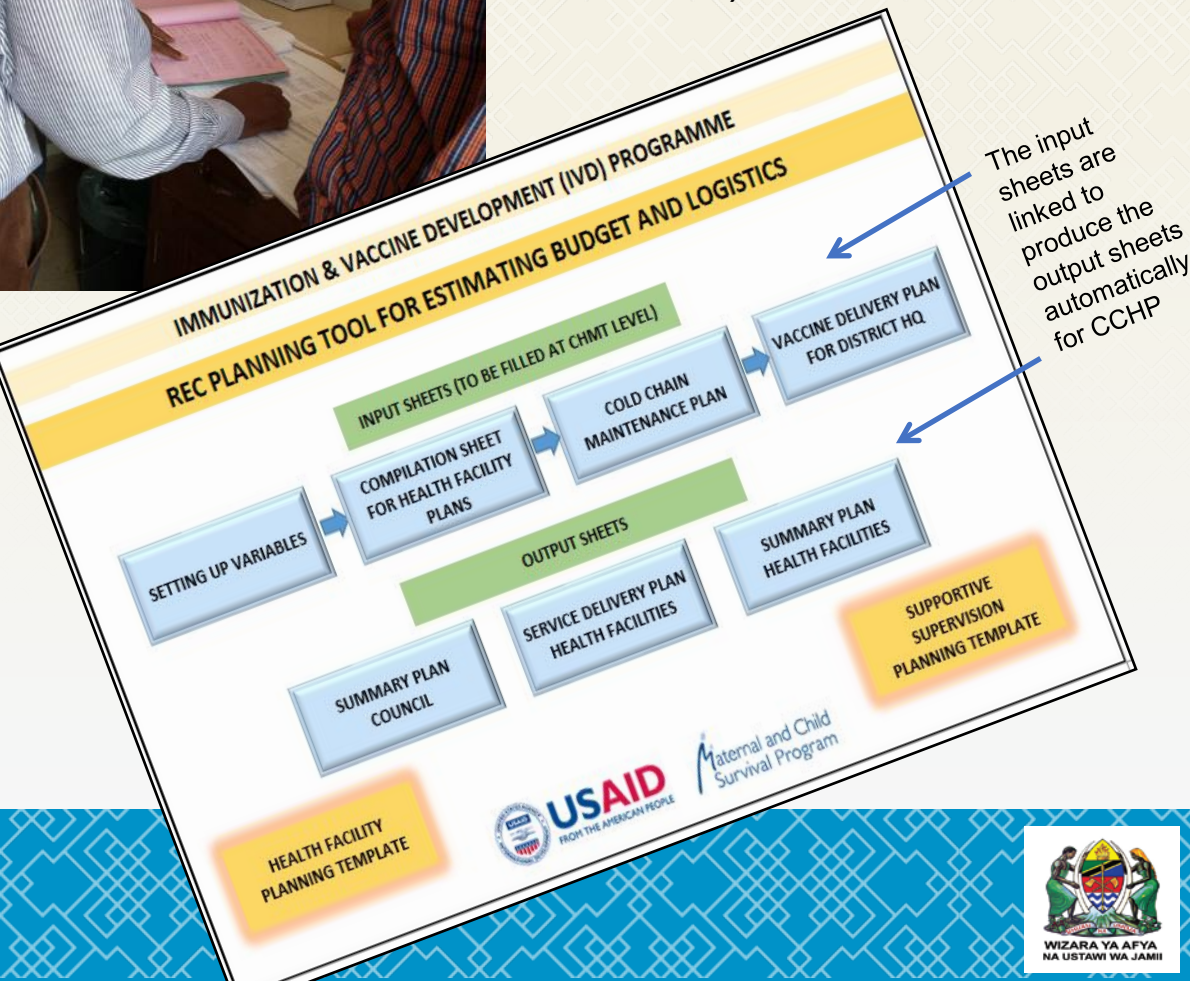 IMMUNIZATION & VACCINE DEVELOPMENT (IVD) PROGRAMME
REC PLANNING TOOL FOR ESTIMATING BUDGET AND LOGISTICS
INPUT SHEETS (TO BE FILLED AT CHMT LEVEL)
SETTING UP VARIABLES
COMPILATION SHEET
FOR HEALTH FACILITY
PLANS
COLD CHAIN
MAINTENANCE PLAN
VACCINE DELIVERY PLAN
FOR DISTRICT HQ
The input
sheets are
linked to
produce the
output sheets
automatically
for CCHP
OUTPUT SHEETS
SUMMARY PLAN
COUNCIL
SERVICE DELIVERY PLAN
HEALTH FACILITIES
SUMMARY PLAN
HEALTH FACILITIES
SUPPORTIVE
SUPERVISION
PLANNING TEMPLATE
HEALTH FACILITY
PLANNING TEMPLATE
USAID
USAID
FROM THE AMERICAN PEOPLE
Maternal and Child
Survival Program
WIZARA YA AFYA
NA USTAWI WA JAMII